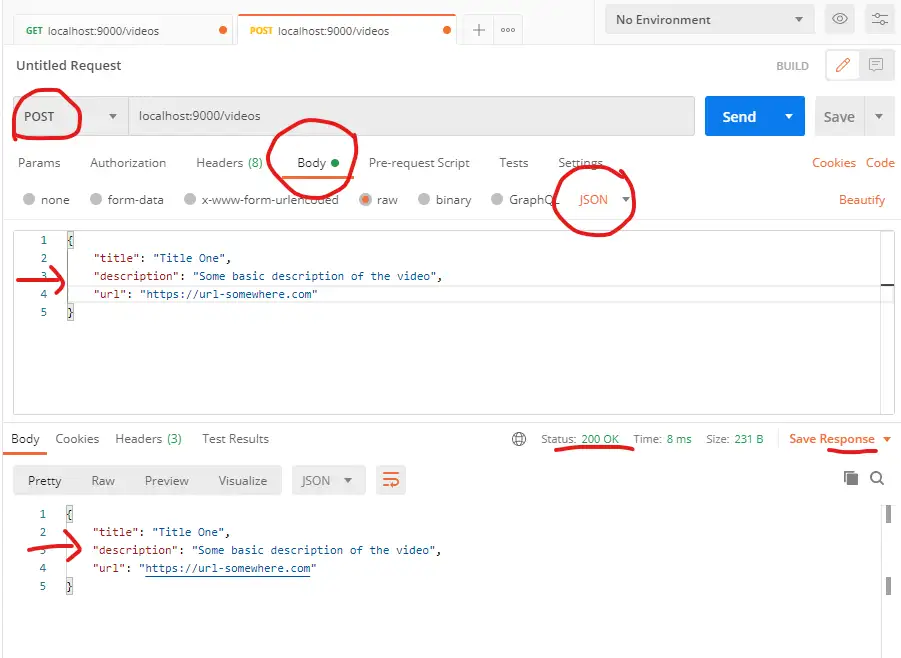 GET localhost:9000/videos POST localhost:9000/videos No Environment
Untitled Request BUILD
POST localhost:9000/videos Send Save
Params Authorization Headers (8) Body Pre-request Script Tests Settings Cookies Code
none form-data x-www-form-urlencoded raw binary GraphQL JSON Beautify
1 {
2 "title": "Title One",
3 "description": "Some basic description of the video",
4 "url": "https://url-somewhere.com"
5 }
Body Cookies Headers (3) Test Results Status: 200 OK Time: 8 ms Size: 231 B Save Response
Pretty Raw Preview Visualize JSON
1 {
2 "title": "Title One",
3 "description": "Some basic description of the video",
4 "url": "https://url-somewhere.com"
5 }